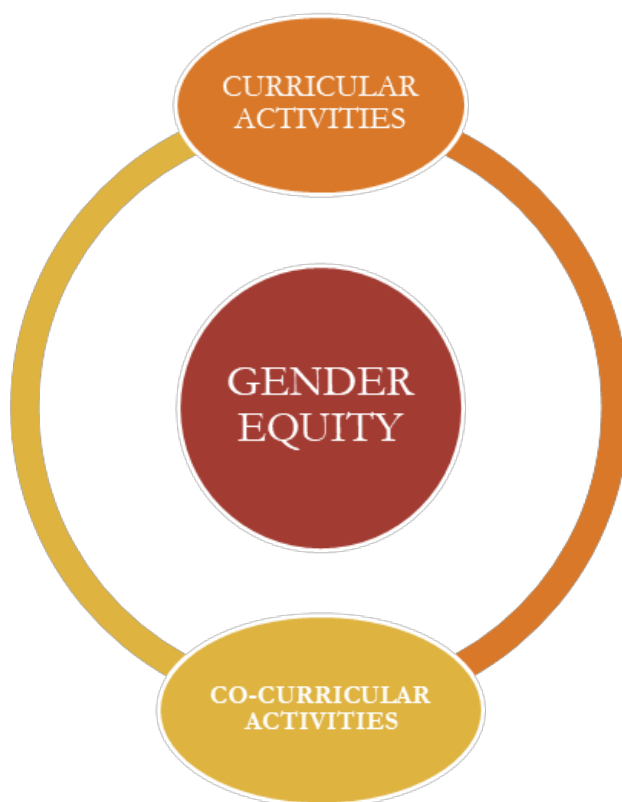 CURRICULAR
ACTIVITIES
GENDER
EQUITY
CO-CURRICULAR
ACTIVITIES